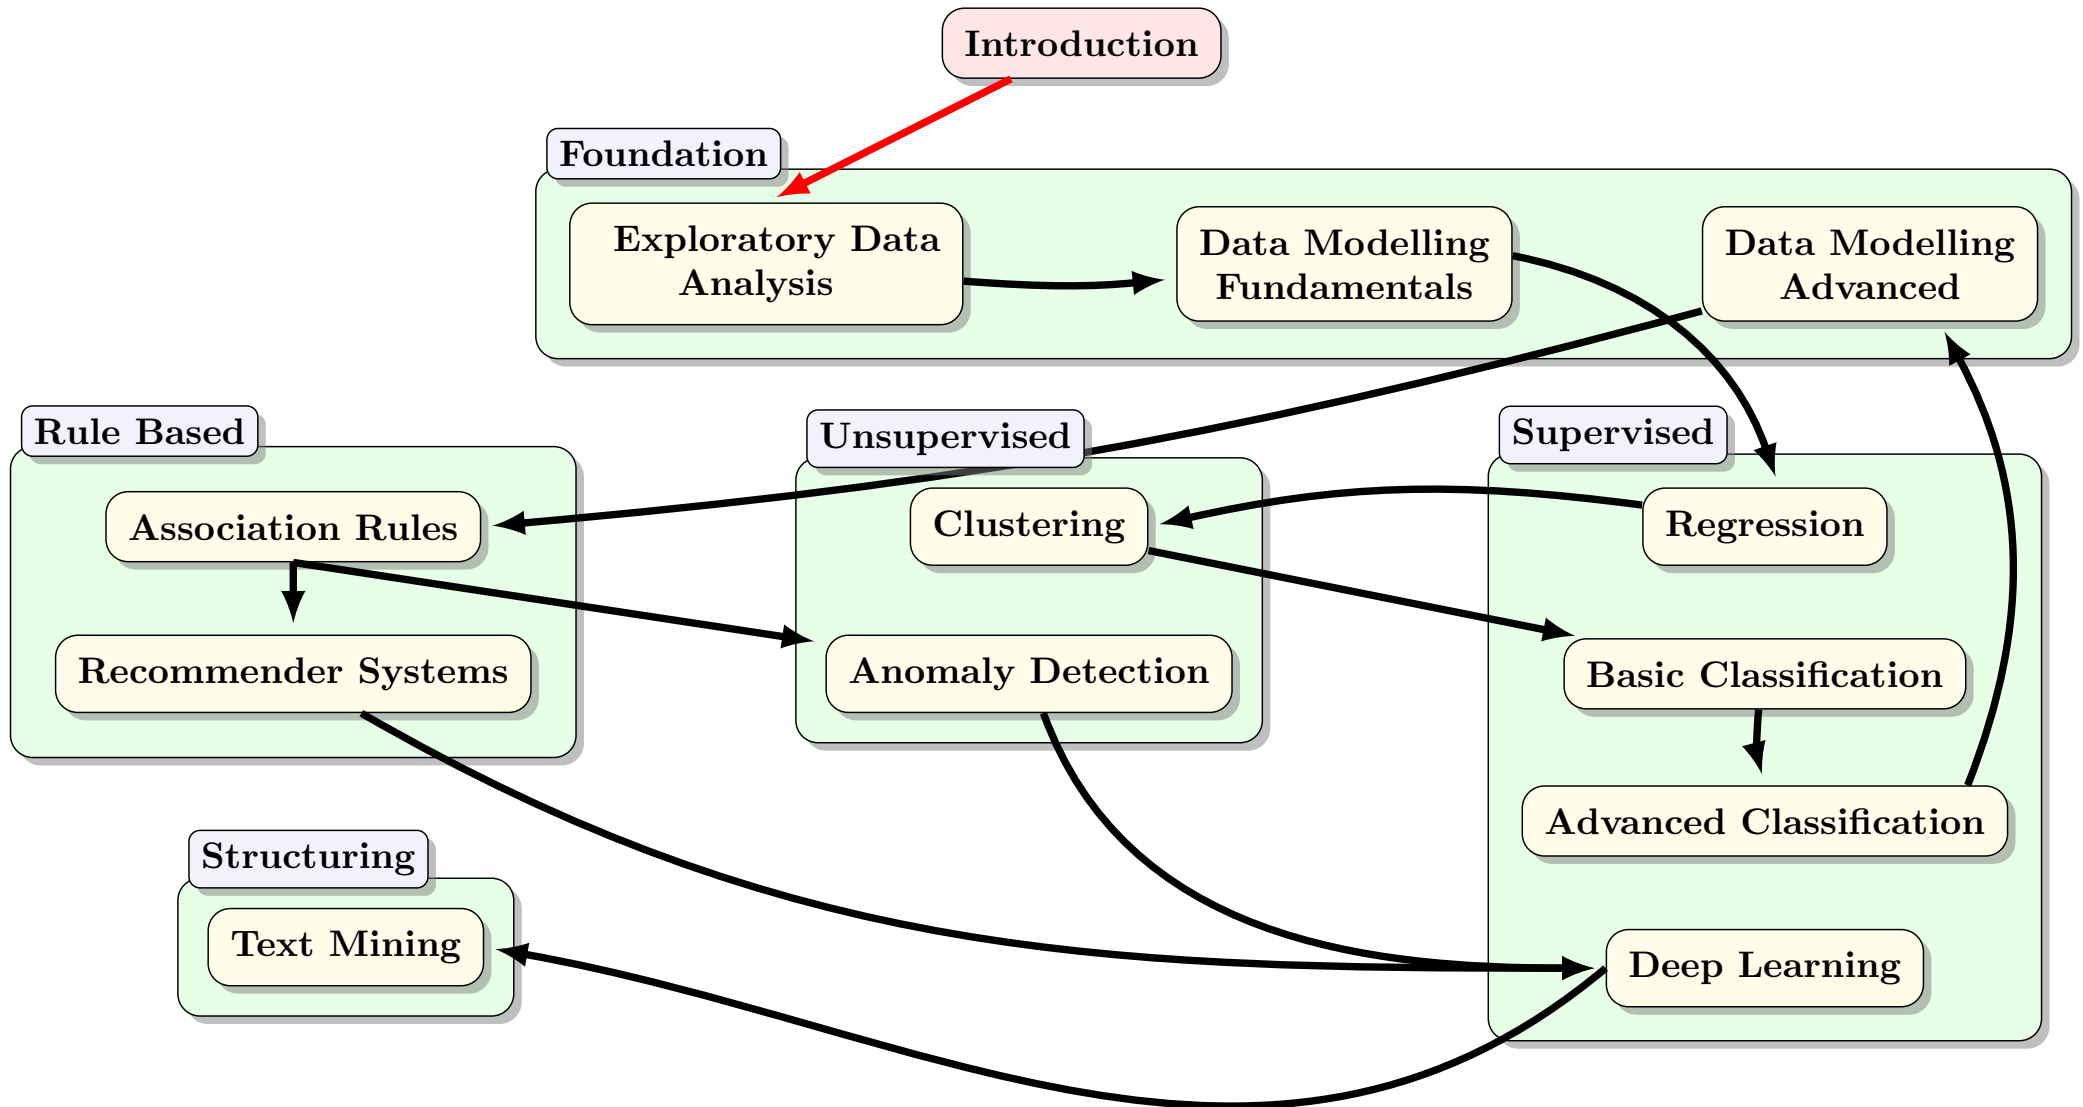 Introduction
Foundation
Exploratory Data
Analysis
Data Modelling
Fundamentals
Data Modelling
Advanced
Rule Based
Association Rules
Recommender Systems
Unsupervised
Clustering
Anomaly Detection
Supervised
Regression
Basic Classification
Advanced Classification
Deep Learning
Structuring
Text Mining